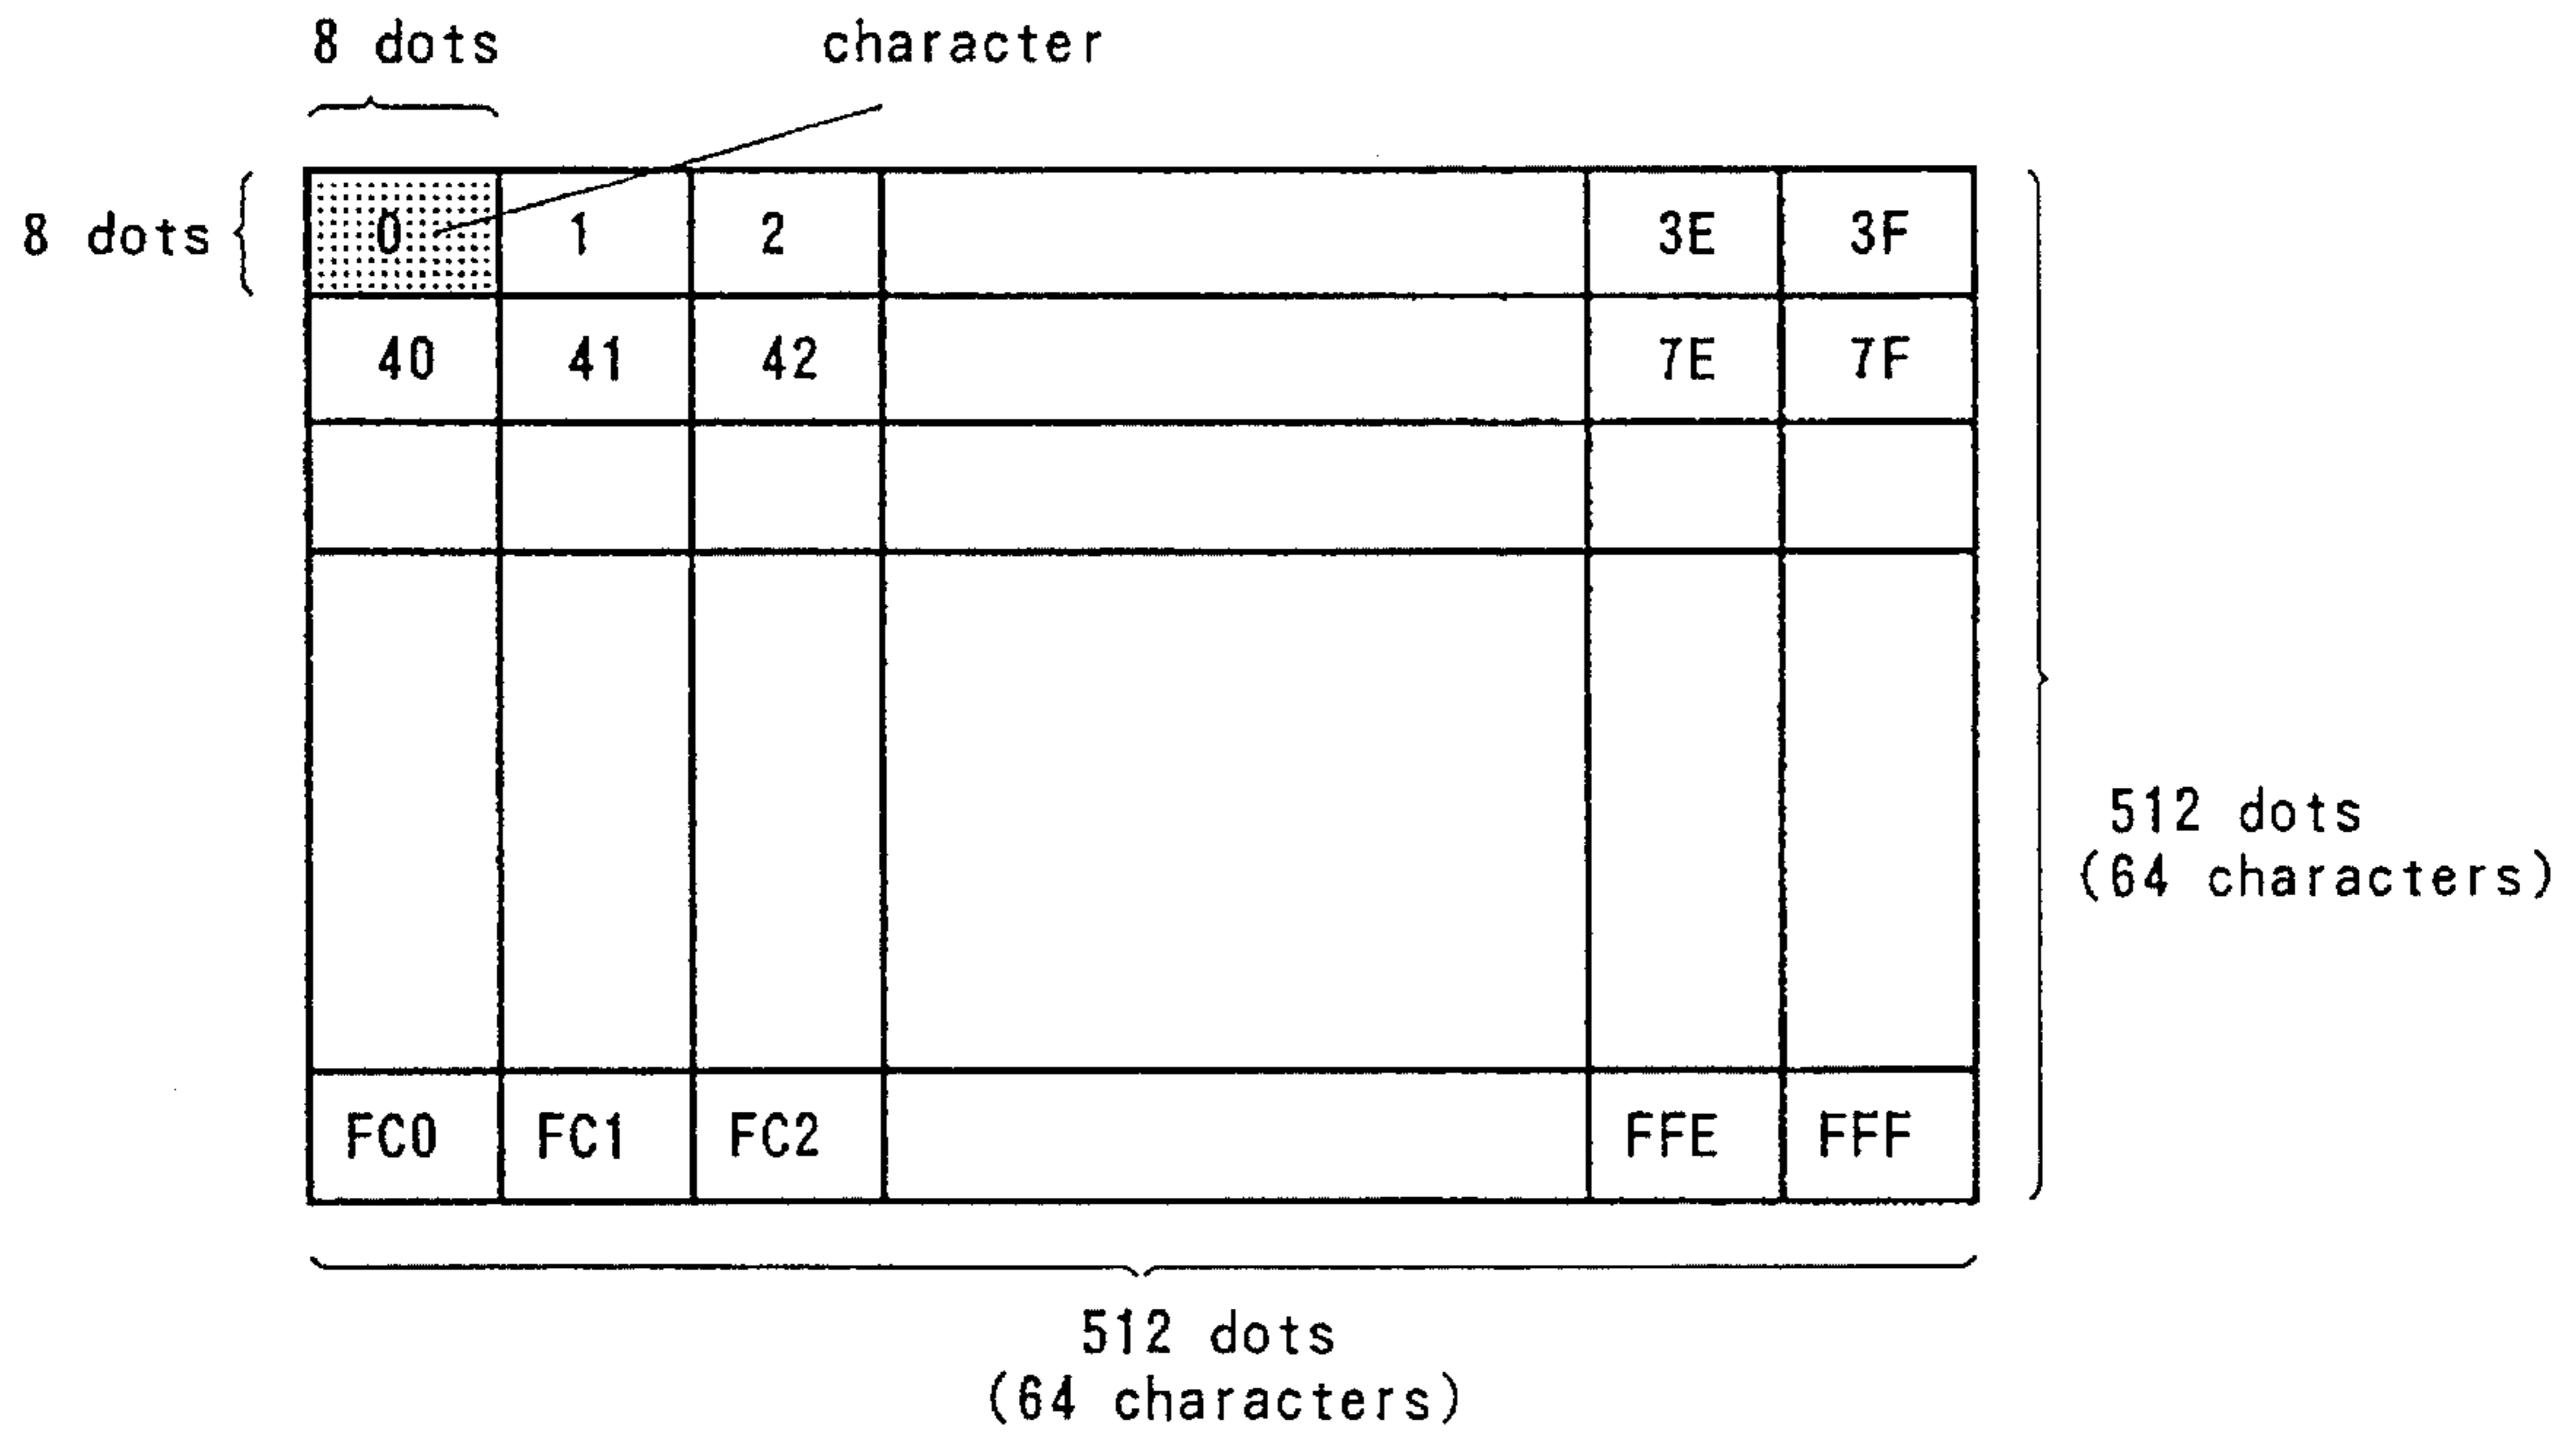 8 dots character
8 dots 0 1 2 3E 3F
40 41 42 7E 7F
512 dots
(64 characters)
FC0 FC1 FC2 FFE FFF
512 dots
(64 characters)